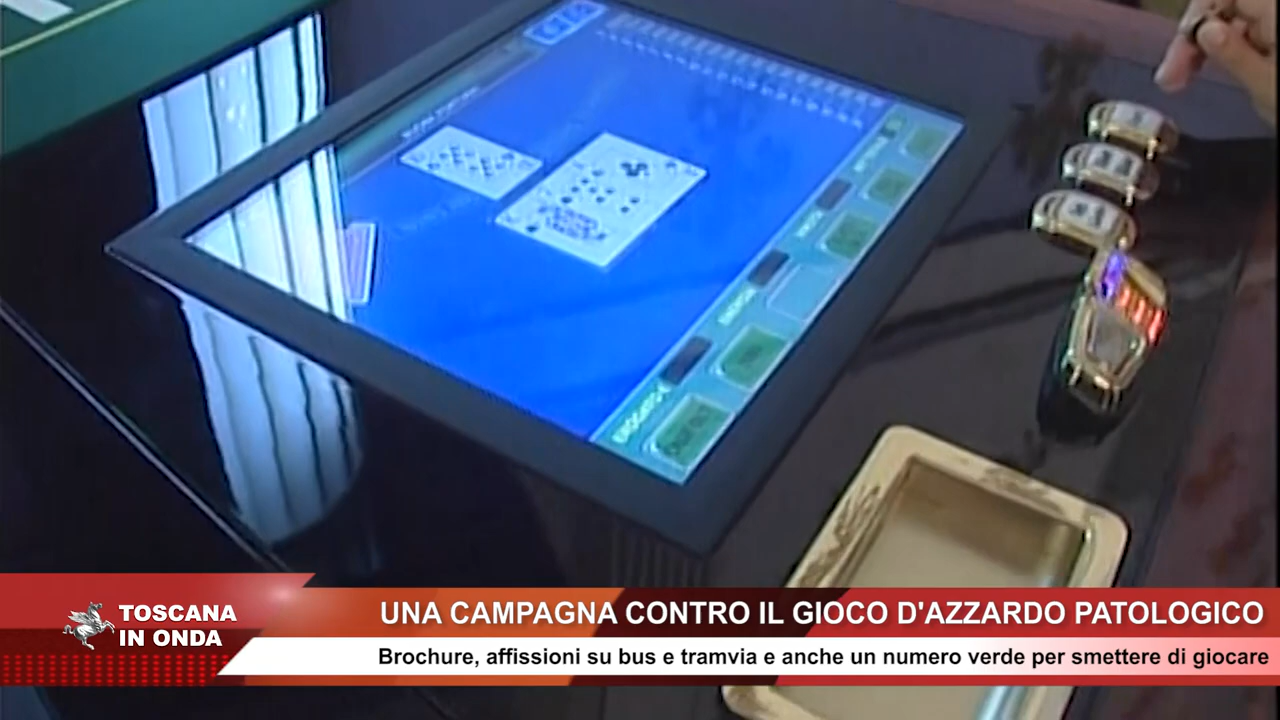 TOSCANA
IN ONDA
UNA CAMPAGNA CONTRO IL GIOCO D'AZZARDO PATOLOGICO
Brochure, affissioni su bus e tramvia e anche un numero verde per smettere di giocare